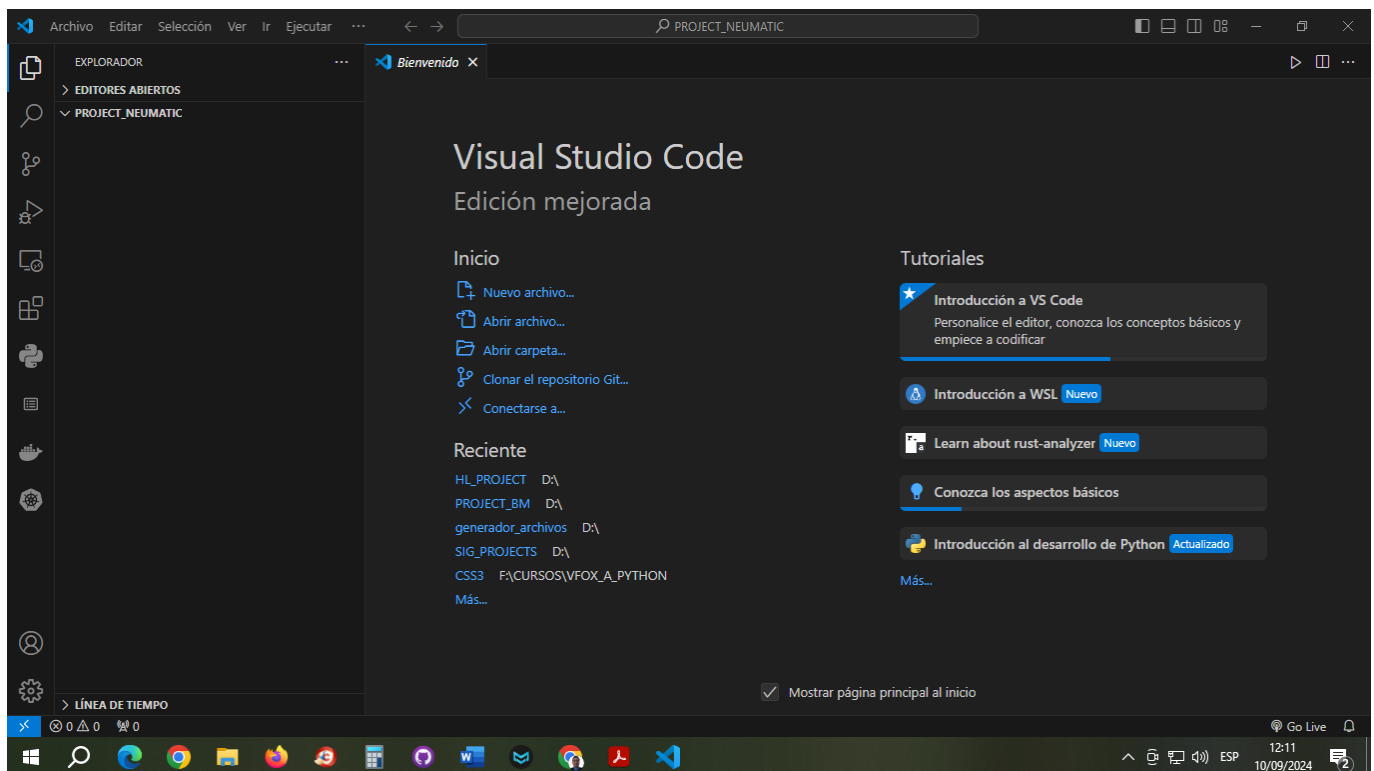 Archivo Editar Selección Ver Ir Ejecutar ··· PROJECT_NEUMATIC
EXPLORADOR ···
EDITORES ABIERTOS
PROJECT_NEUMATIC
Bienvenido
Visual Studio Code
Edición mejorada
Inicio
Nuevo archivo...
Abrir archivo...
Abrir carpeta...
Clonar el repositorio Git...
Conectarse a...
Reciente
HL_PROJECT D:\
PROJECT_BM D:\
generador_archivos D:\
SIG_PROJECTS D:\
CSS3 F:\CURSOS\VFOX_A_PYTHON
Más...
Tutoriales
Introducción a VS Code
Personalice el editor, conozca los conceptos básicos y
empiece a codificar
Introducción a WSL Nuevo
r-a Learn about rust-analyzer Nuevo
Conozca los aspectos básicos
Introducción al desarrollo de Python Actualizado
Más...
Mostrar página principal al inicio
LÍNEA DE TIEMPO
0 0 0 Go Live
ESP 12:11
10/09/2024 2